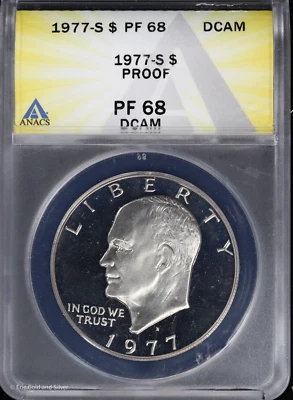 1977-S $ PF 68 DCAM
1977-S $
PROOF
PF 68
DCAM
ANACS
LIBERTY
IN GOD WE
TRUST
S
1977